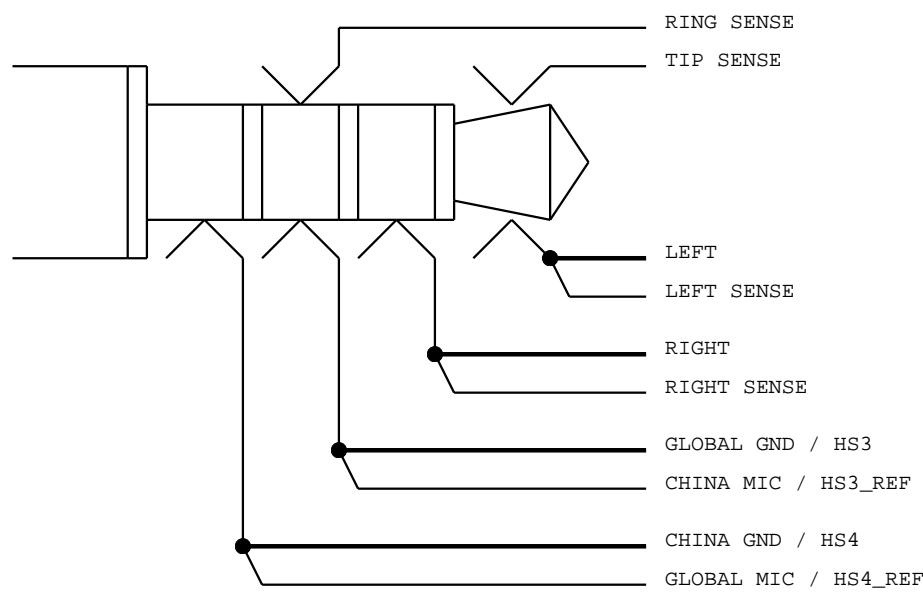 RING SENSE
TIP SENSE
LEFT
LEFT SENSE
RIGHT
RIGHT SENSE
GLOBAL GND / HS3
CHINA MIC / HS3_REF
CHINA GND / HS4
GLOBAL MIC / HS4_REF